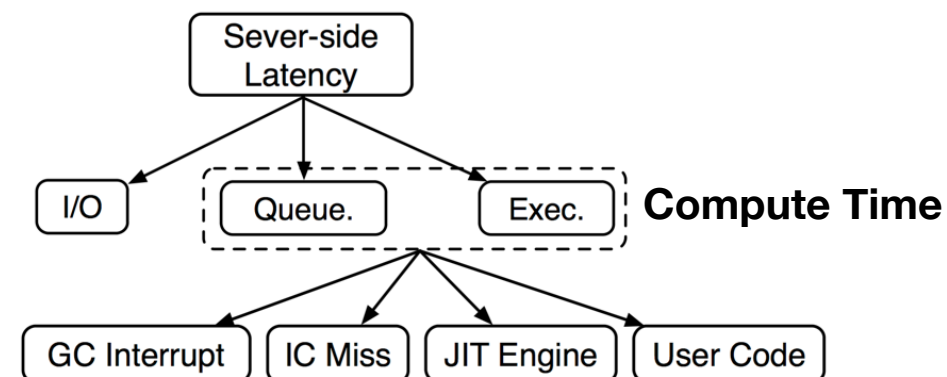 Sever-side
Latency
I/O
Queue.
Exec.
Compute Time
GC Interrupt
IC Miss
JIT Engine
User Code